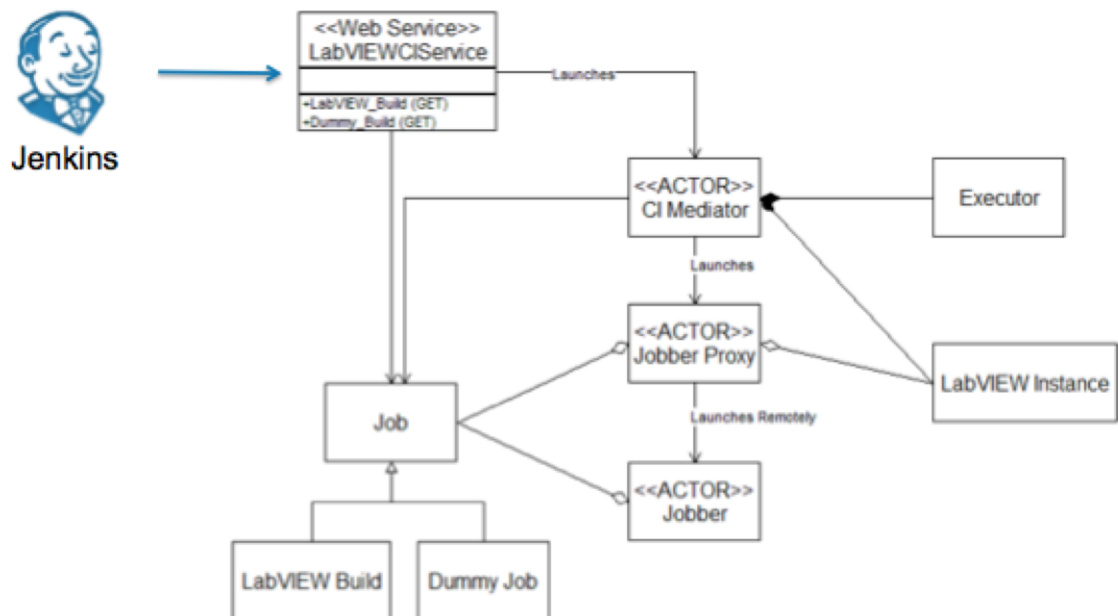 <<Web Service>>
LabVIEWCIService
+LabVIEW_Build (GET)
+Dummy_Build (GET)
Launches
Jenkins
<<ACTOR>>
CI Mediator
Executor
Launches
<<ACTOR>>
Jobber Proxy
LabVIEW Instance
Job
Launches Remotely
<<ACTOR>>
Jobber
LabVIEW Build
Dummy Job